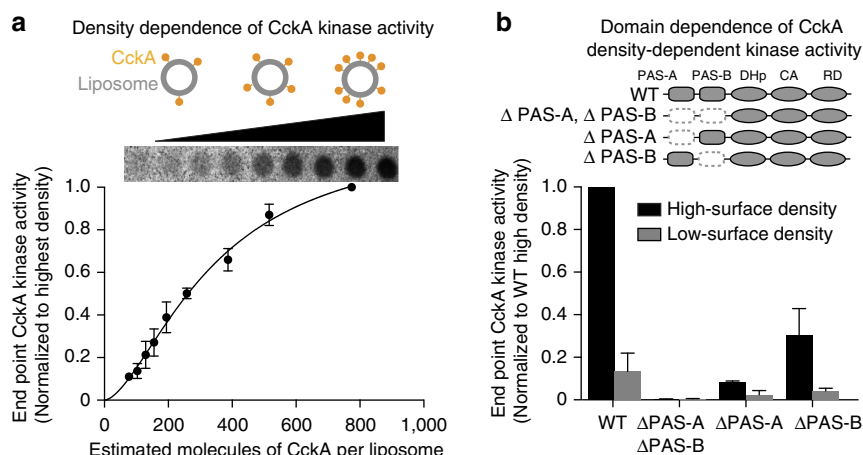 a
Density dependence of CckA kinase activity
CckA
Liposome
End point CckA kinase activity
(Normalized to highest density)
1.0
0.8
0.6
0.4
0.2
0
0 200 400 600 800 1,000
Estimated molecules of CckA per liposome
b
Domain dependence of CckA
density-dependent kinase activity
PAS-A PAS-B DHp CA RD
WT
Δ PAS-A, Δ PAS-B
Δ PAS-A
Δ PAS-B
End point CckA kinase activity
(Normalized to WT high density)
1.0
0.8
0.6
0.4
0.2
0
High-surface density
Low-surface density
WT ΔPAS-A ΔPAS-A ΔPAS-B
ΔPAS-B